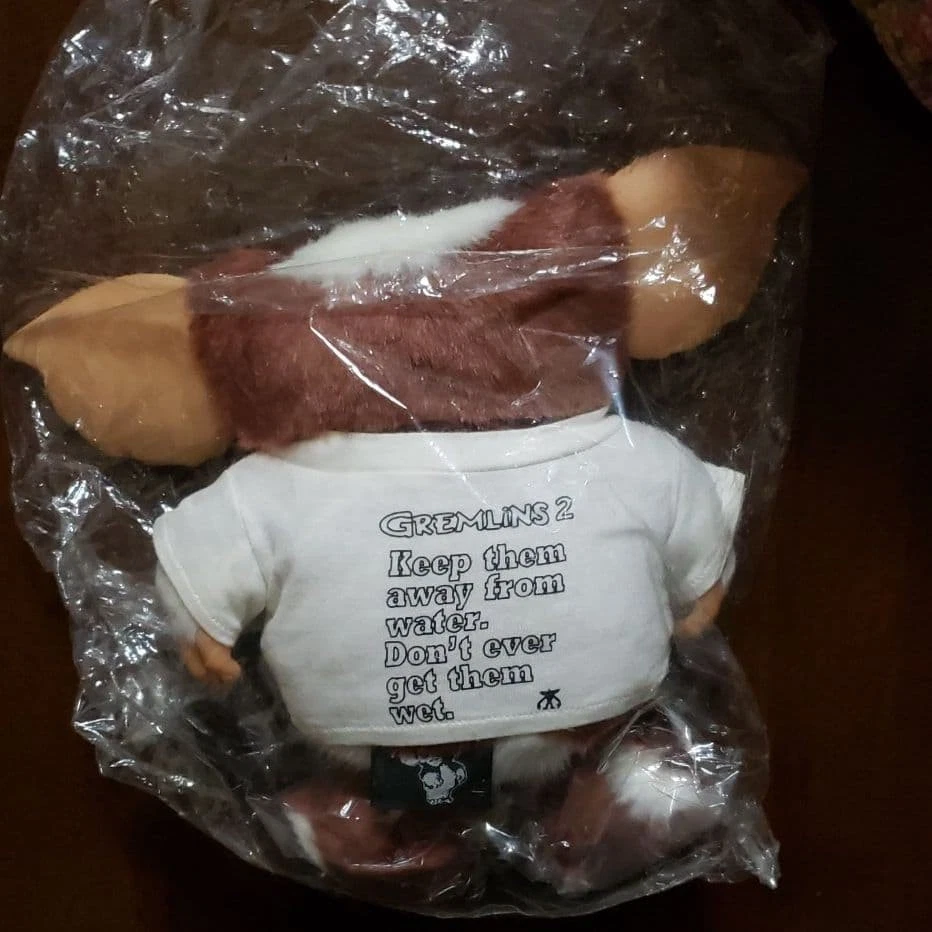 GREMLiNS 2
Keep them
away from
water.
Don't ever
get them
wet.